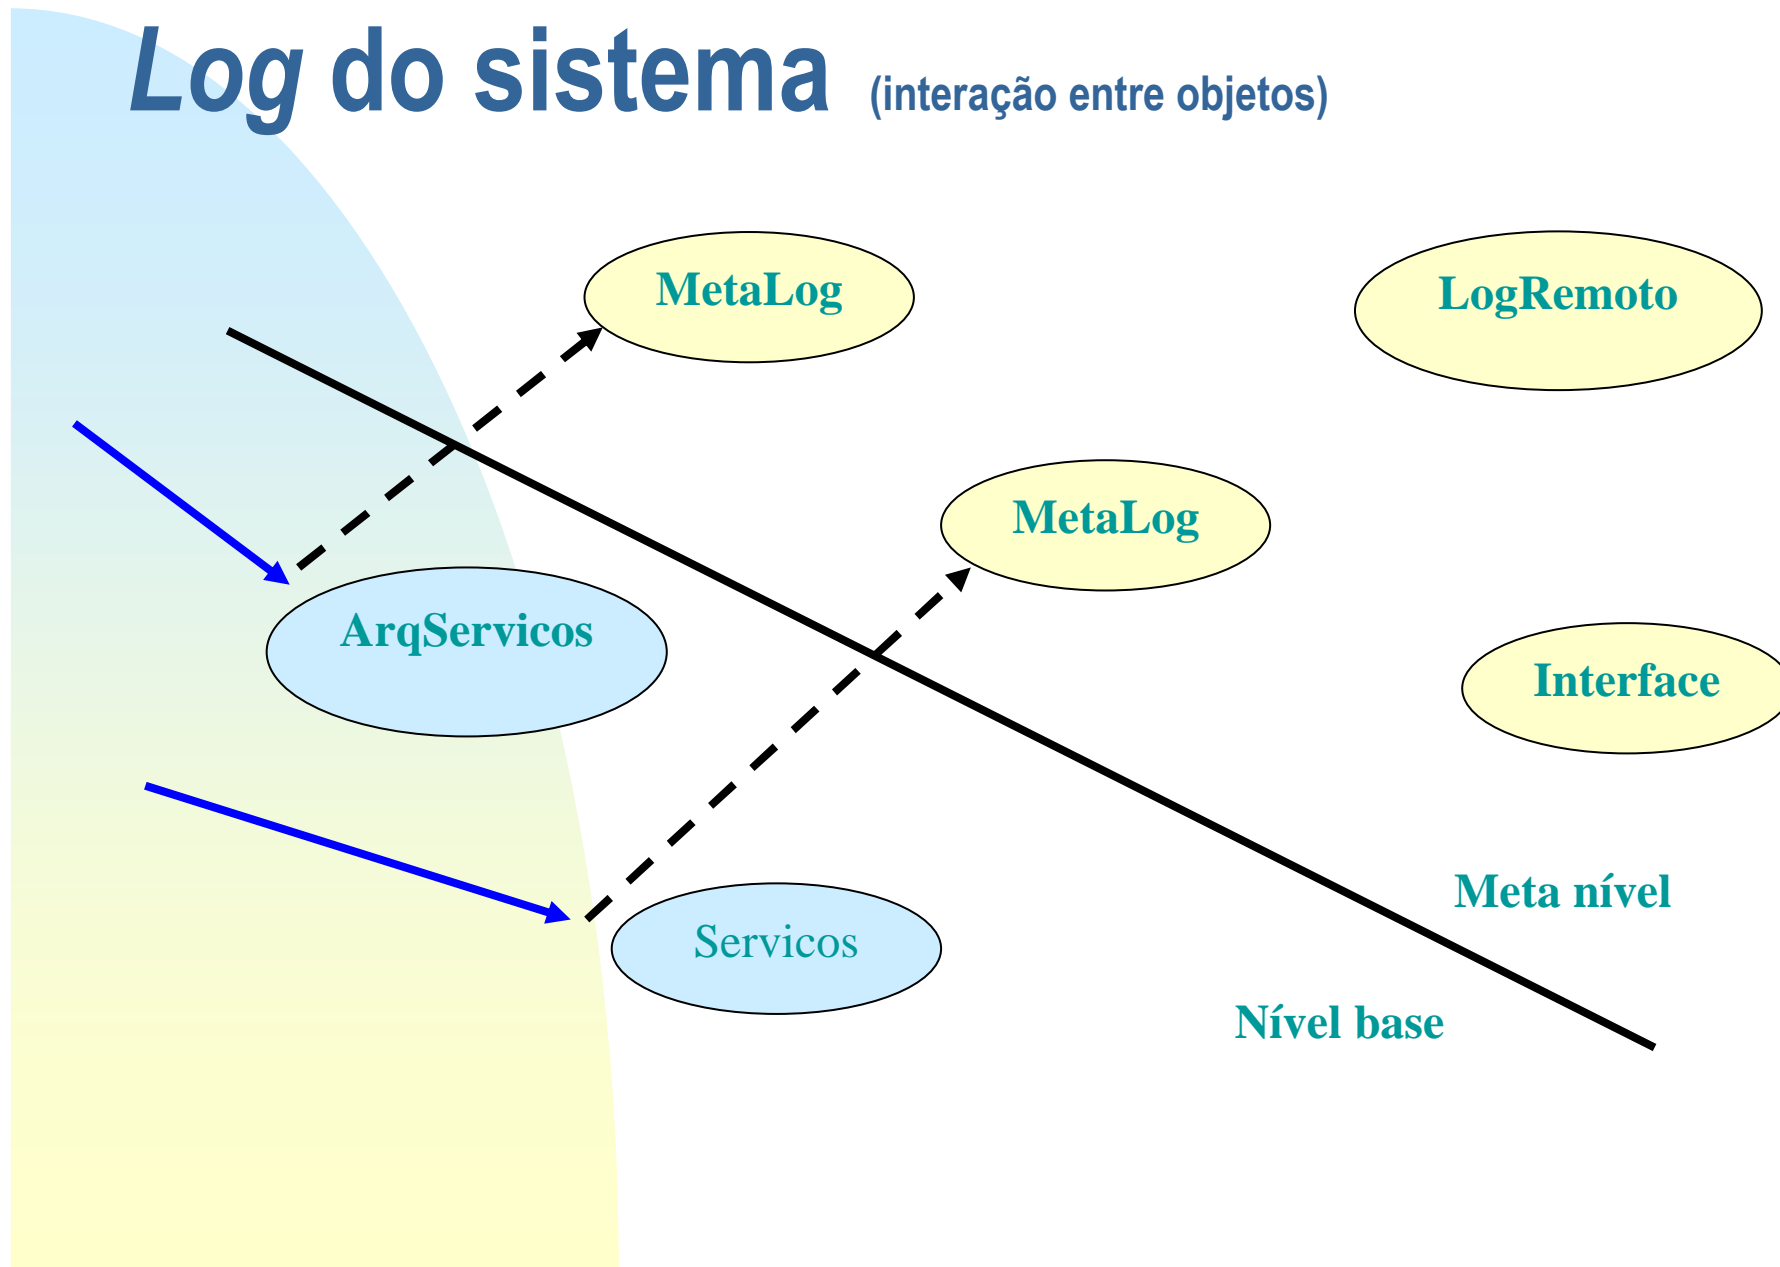 Log do sistema (interação entre objetos)
MetaLog
LogRemoto
MetaLog
ArqServicos
Interface
Meta nível
Servicos
Nível base